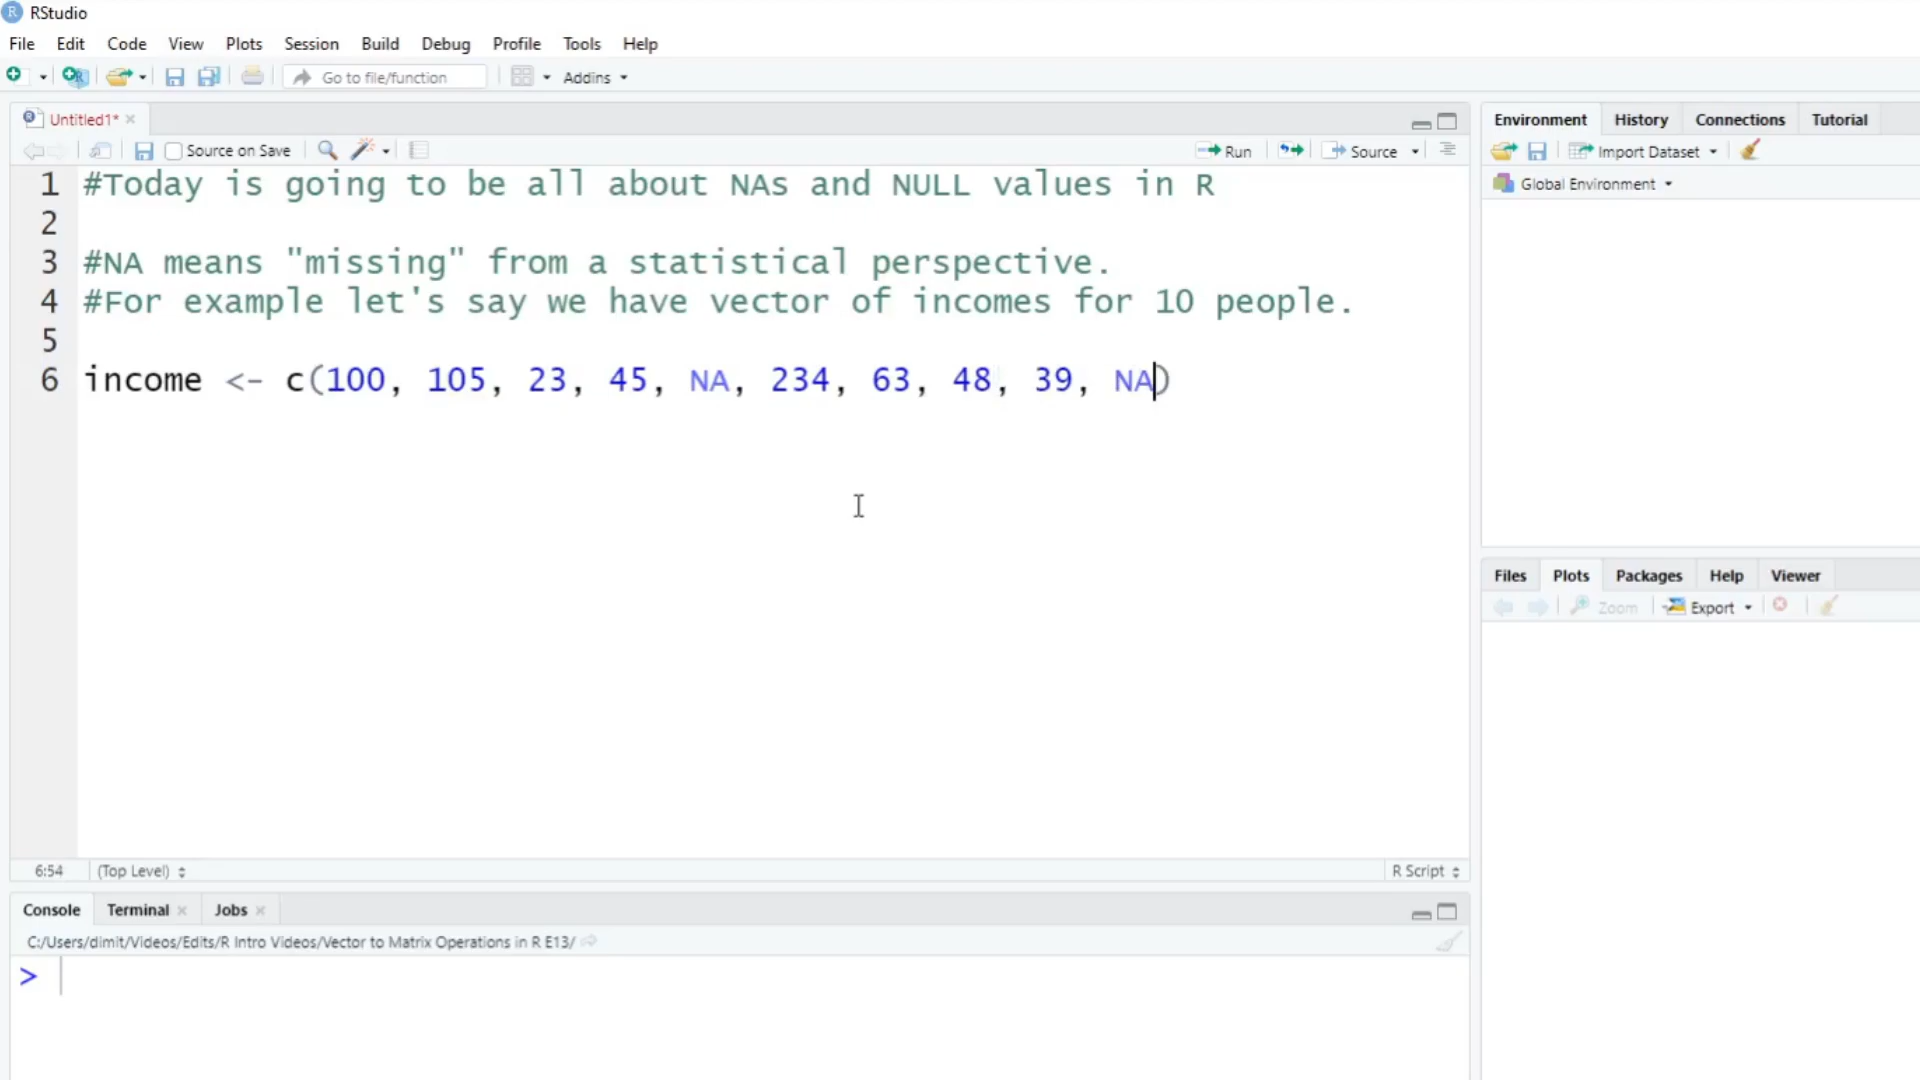 RStudio
File Edit Code View Plots Session Build Debug Profile Tools Help
Go to file/function Addins
Untitled1*
Source on Save Run Source
1 #Today is going to be all about NAs and NULL values in R
2
3 #NA means "missing" from a statistical perspective.
4 #For example let's say we have vector of incomes for 10 people.
5
6 income <- c(100, 105, 23, 45, NA, 234, 63, 48, 39, NA)
6:54 (Top Level) R Script
Console Terminal Jobs
C:/Users/dimit/Videos/Edits/R Intro Videos/Vector to Matrix Operations in R E13/
>
Environment History Connections Tutorial
Import Dataset
Global Environment
Files Plots Packages Help Viewer
Zoom Export